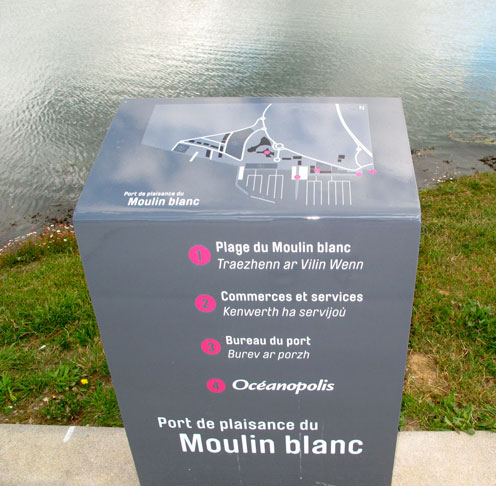 N
Port de plaisance du
Moulin blanc
1 Plage du Moulin blanc
Traezhenn ar Vilin Wenn
2 Commerces et services
Kenwerth ha servijoù
3 Bureau du port
Burev ar porzh
4 Océanopolis
Port de plaisance du
Moulin blanc